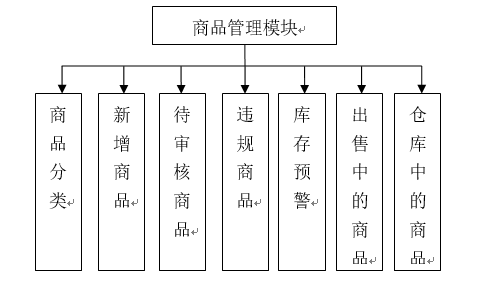 商品管理模块
商品分类
新增商品
待审核商品
违规商品
库存预警
出售中的商品
仓库中的商品